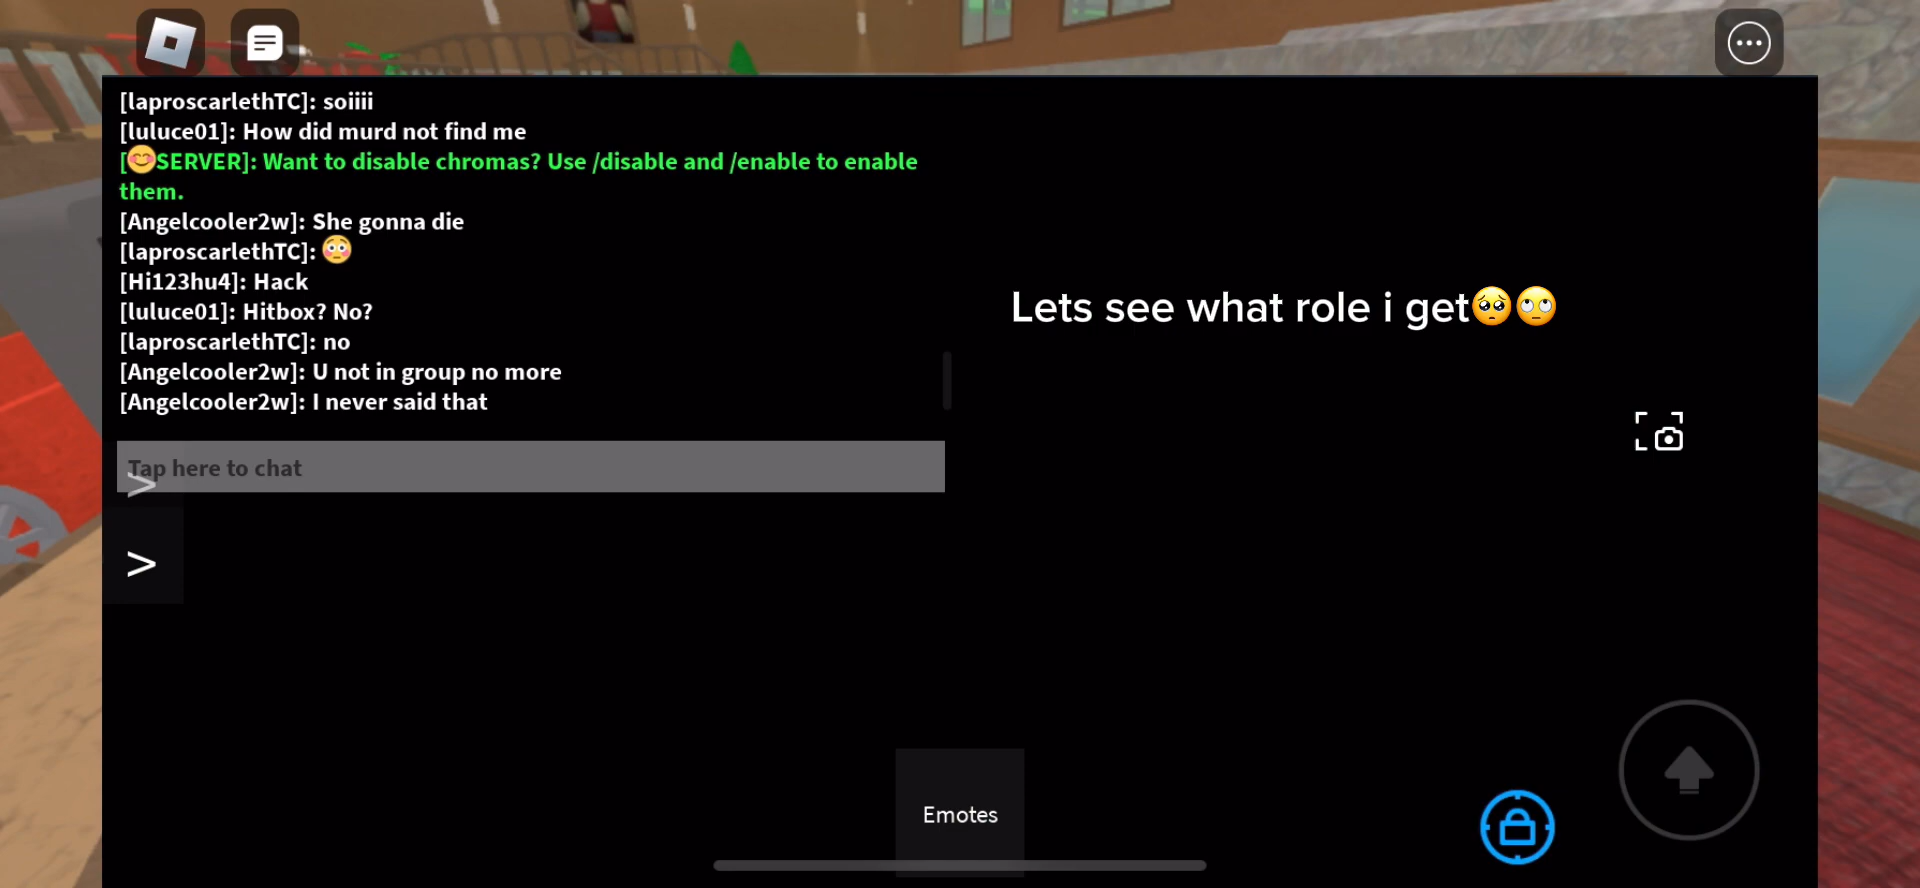 [laproscarlethTC]: soiiii
[luluce01]: How did murd not find me
[😊SERVER]: Want to disable chromas? Use /disable and /enable to enable
them.
[Angelcooler2w]: She gonna die
[laproscarlethTC]: 😳
[Hi123hu4]: Hack
[luluce01]: Hitbox? No?
[laproscarlethTC]: no
[Angelcooler2w]: U not in group no more
[Angelcooler2w]: I never said that
Tap here to chat
>
>
Lets see what role i get🥺🙄
Emotes